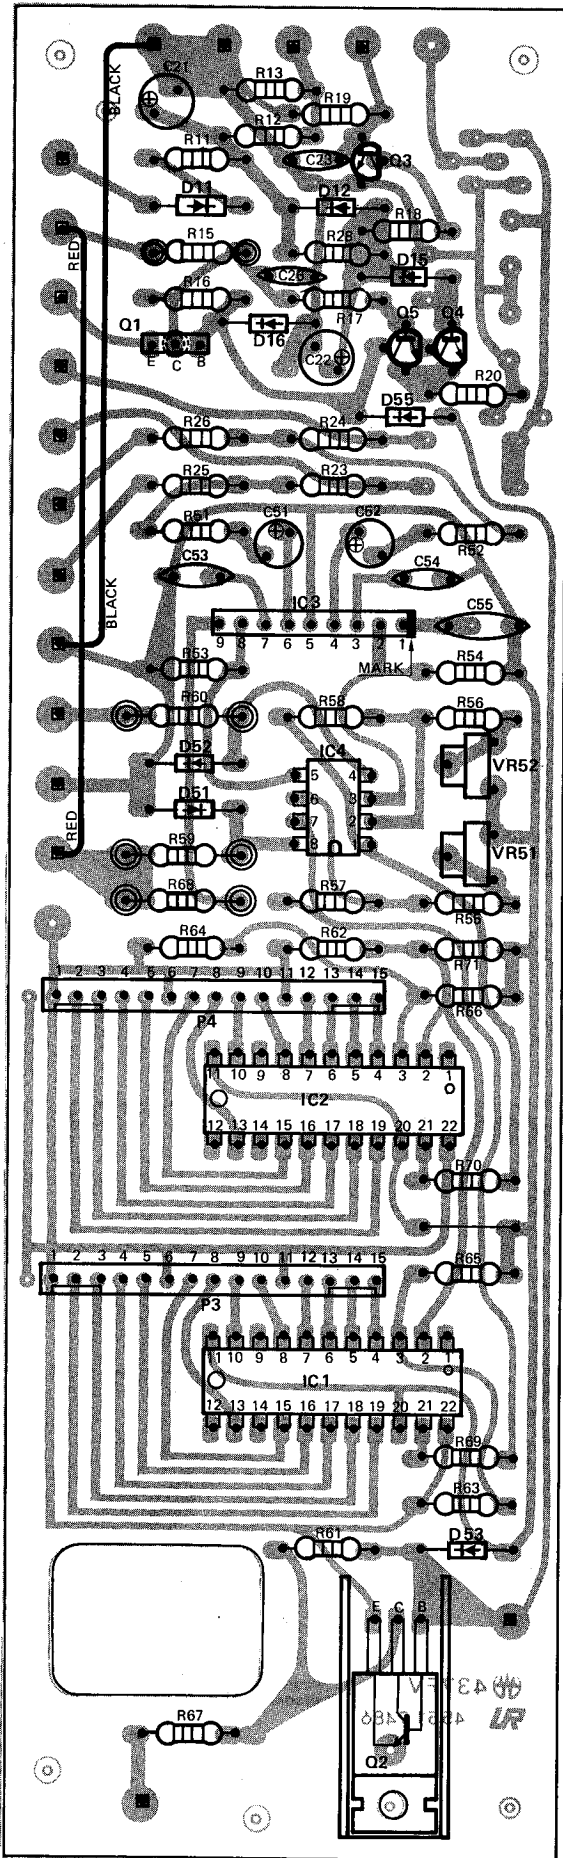 C21
R13
BLACK
R19
R12
R11
C23
Q3
D11
D12
R18
RED
R15
R28
D15
C26
R16
R17
Q1
Q5
Q4
D16
E C B
C22
R20
D55
R26
R24
R25
R23
R51
C51
C52
R52
C53
C54
BLACK
IC3
C55
9 8 7 6 5 4 3 2 1
R53
MARK
R54
R60
R58
R56
D52
IC4
VR52
5 4
D51
6 3
RED
7 2
8 1
VR51
R59
R68
R57
R56
R64
R62
R71
1 2 3 4 5 6 7 8 9 10 11 12 13 14 15
R66
P4
11 10 9 8 7 6 5 4 3 2 1
IC2
12 13 14 15 16 17 18 19 20 21 22
R70
1 2 3 4 5 6 7 8 9 10 11 12 13 14 15
R65
P3
11 10 9 8 7 6 5 4 3 2 1
IC1
12 13 14 15 16 17 18 19 20 21 22
R69
R63
R61
D53
E C B
R67
Q2